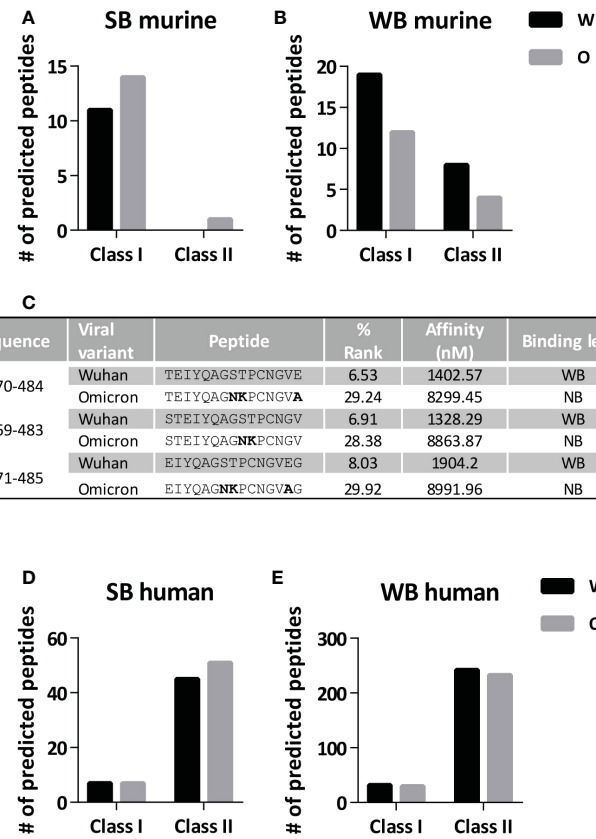 A
SB murine
# of predicted peptides
15
10
5
0
Class I
Class II
B
WB murine
# of predicted peptides
20
15
10
5
0
Class I
Class II
W
O
C
quence Viral variant Peptide % Rank Affinity (nM) Binding le
70-484 Wuhan TEIYQAGSTPCNGVE 6.53 1402.57 WB
Omicron TEIYQAGNKPCNGVA 29.24 8299.45 NB
69-483 Wuhan STEIYQAGSTPCNGV 6.91 1328.29 WB
Omicron STEIYQAGNKPCNGV 28.38 8863.87 NB
71-485 Wuhan EIYQAGSTPCNGVEG 8.03 1904.2 WB
Omicron EIYQAGNKPCNGVAG 29.92 8991.96 NB
D
SB human
# of predicted peptides
60
40
20
0
Class I
Class II
E
WB human
# of predicted peptides
300
200
100
0
Class I
Class II